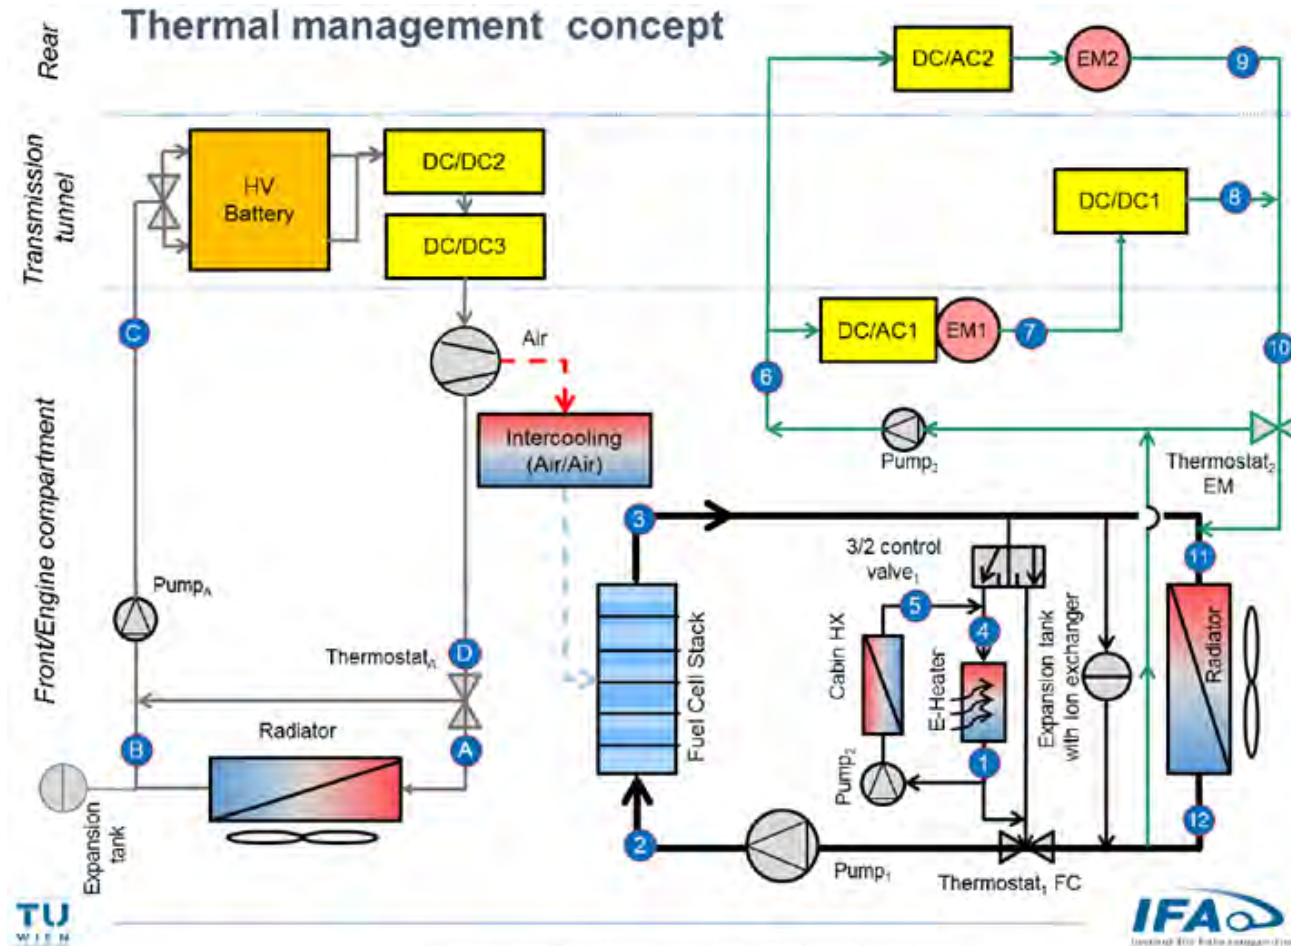 Thermal management concept
Rear
Transmission
tunnel
Front/Engine compartment
DC/AC2
EM2
9
HV
Battery
DC/DC2
DC/DC3
DC/DC1
8
C
Air
DC/AC1
EM1
7
10
6
Intercooling
(Air/Air)
Pump₂
Thermostat₂
EM
3
3/2 control
valve₁
11
PumpA
5
4
Fuel Cell Stack
Cabin HX
E-Heater
Expansion tank
with Ion exchanger
Radiator
ThermostatA
D
Radiator
B
A
1
Pump₂
12
2
Pump₁
Thermostat₁ FC
Expansion
tank
TU
WIEN
IFA